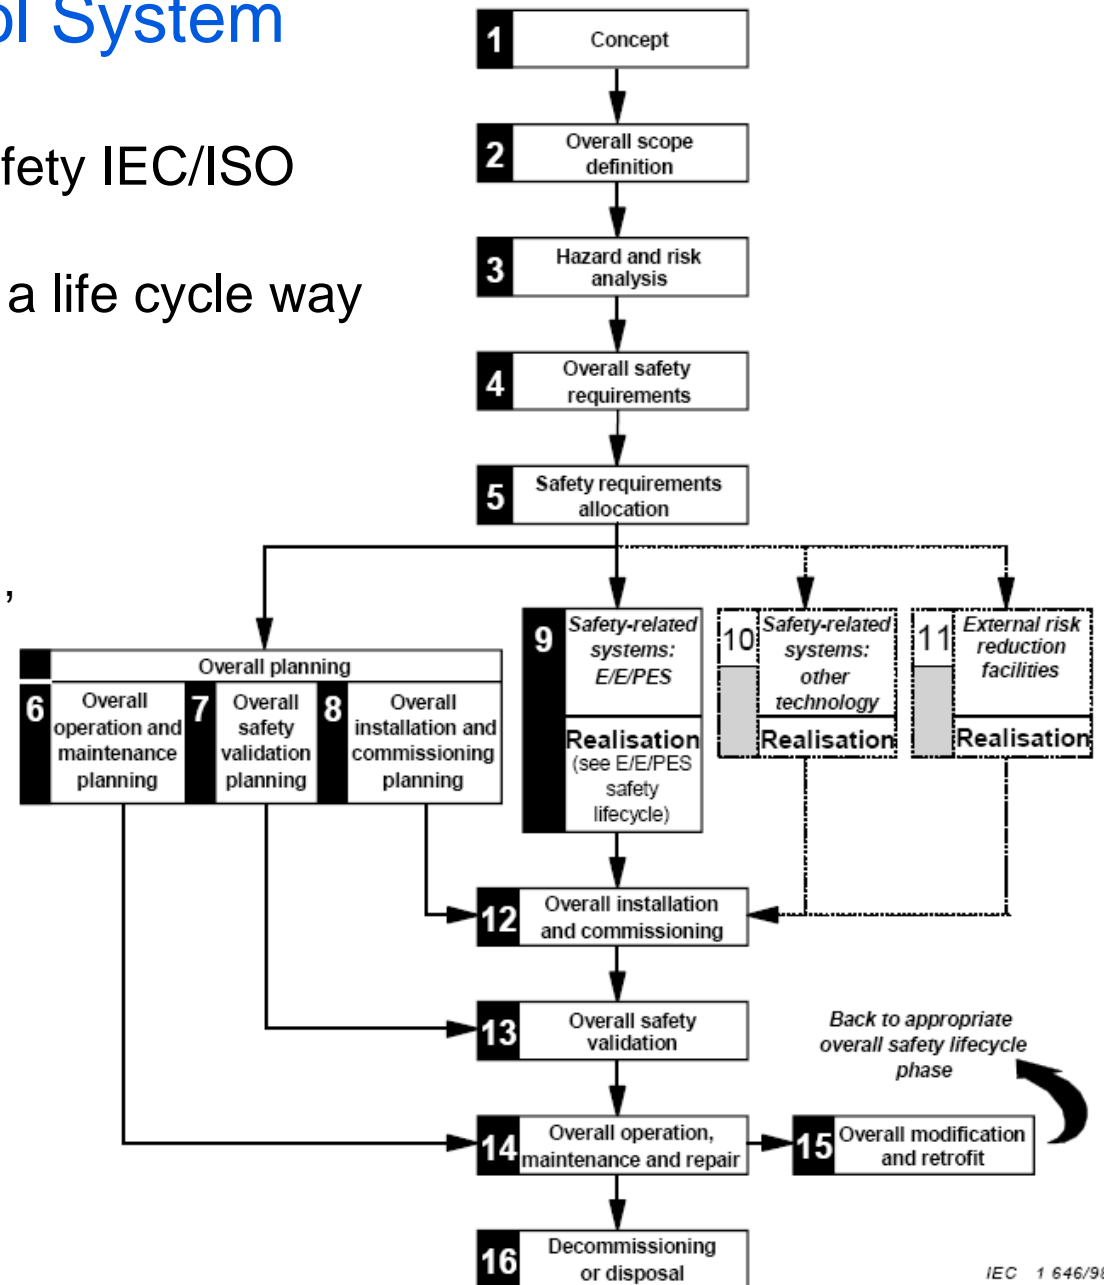 ol System
fety IEC/ISO
a life cycle way
,
1
Concept
2
Overall scope
definition
3
Hazard and risk
analysis
4
Overall safety
requirements
5
Safety requirements
allocation
Overall planning
6
Overall
operation and
maintenance
planning
7
Overall
safety
validation
planning
8
Overall
installation and
commissioning
planning
9
Safety-related
systems:
E/E/PES
Realisation
(see E/E/PES
safety
lifecycle)
10
Safety-related
systems:
other
technology
Realisation
11
External risk
reduction
facilities
Realisation
12
Overall installation
and commissioning
13
Overall safety
validation
Back to appropriate
overall safety lifecycle
phase
14
Overall operation,
maintenance and repair
15
Overall modification
and retrofit
16
Decommissioning
or disposal
IEC 1 646/98